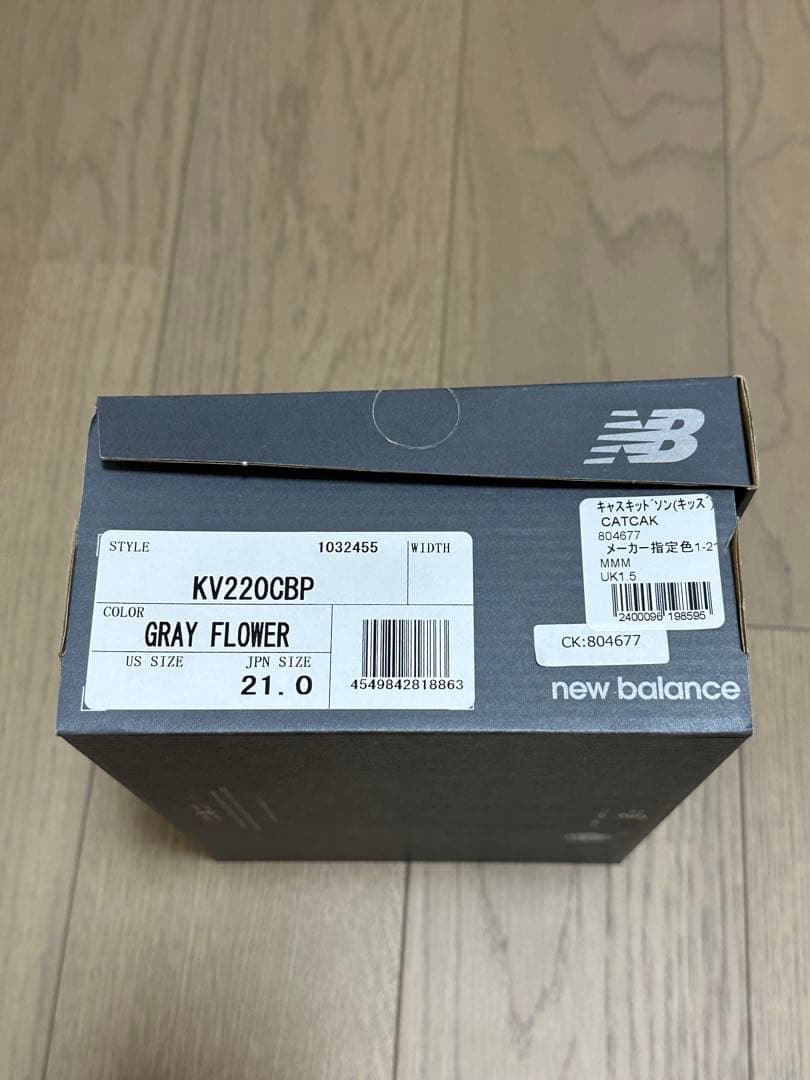 NB
STYLE 1032455 WIDTH
KV220CBP
COLOR
GRAY FLOWER
US SIZE JPN SIZE
21.0
4549842818863
キャスキッドソン(キッズ)
CATCAK
804677
メーカー指定色1-21
MMM
UK1.5
2400096 198595
CK:804677
new balance